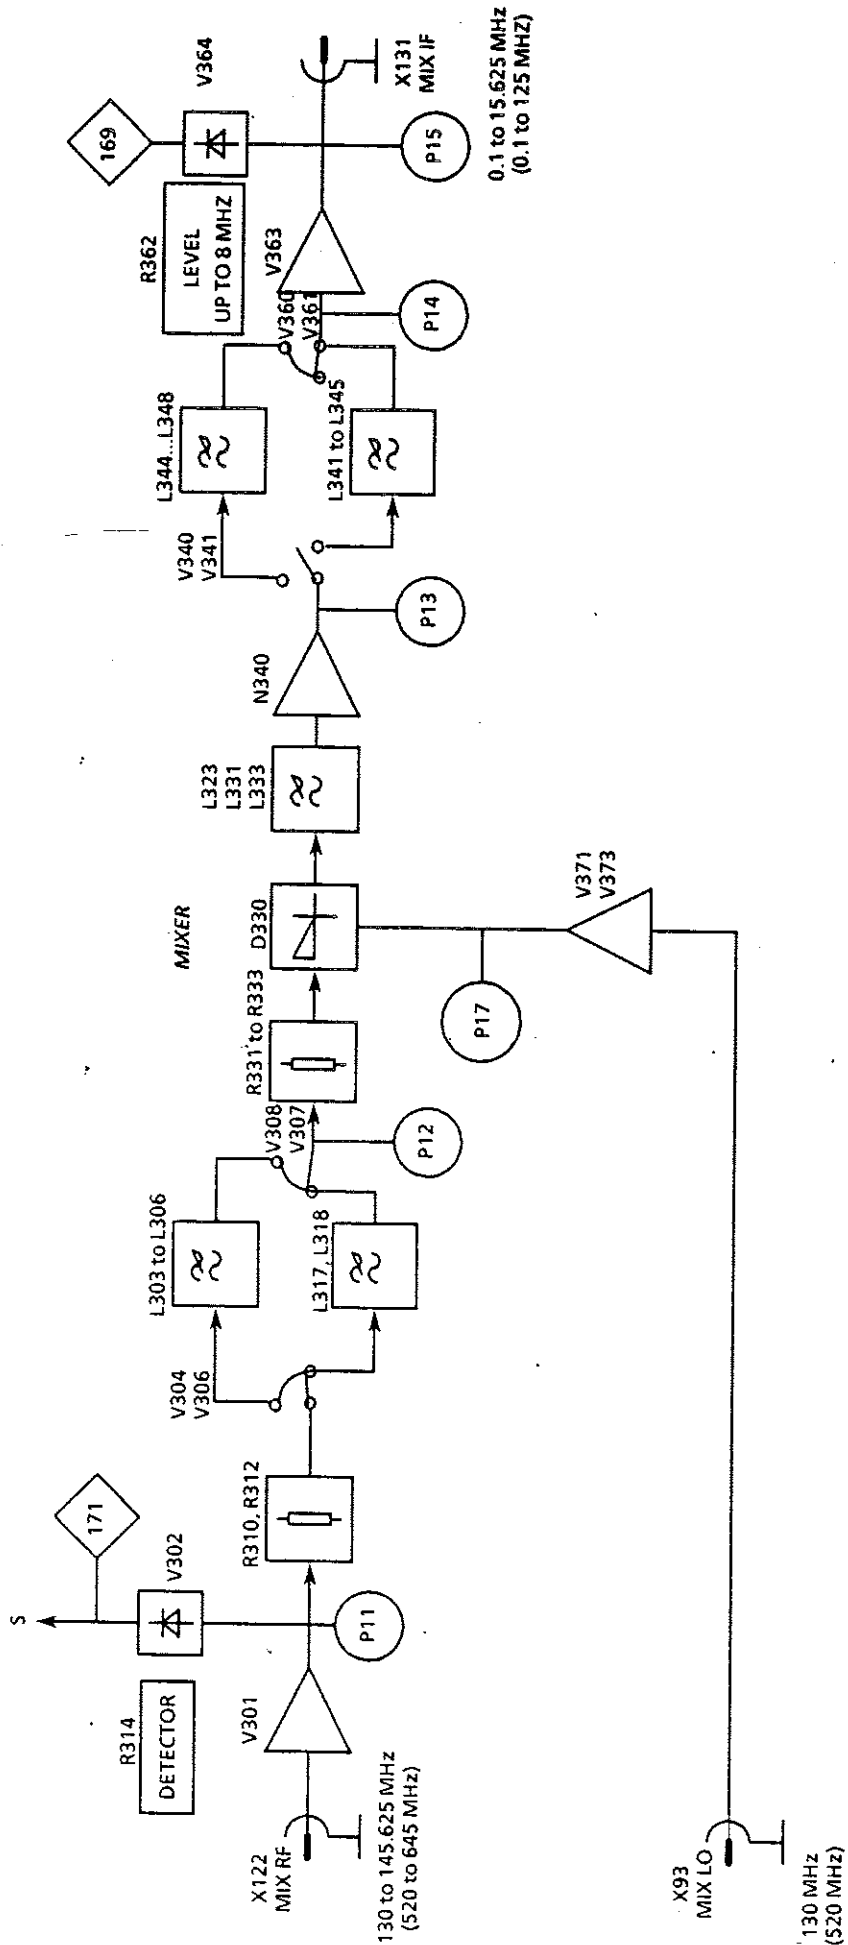 X122
MIX RF
130 to 145.625 MHz
(520 to 645 MHz)
V301
R314
DETECTOR
S
171
V302
P11
R310, R312
V304
V306
L303 to L306
L317, L318
V308
V307
P12
R331 to R333
MIXER
D330
L323
L331
L333
N340
P13
V340
V341
L344...L348
L341 to L345
V360
V361
P14
R362
LEVEL
UP TO 8 MHZ
V363
169
V364
P15
X131
MIX IF
0.1 to 15.625 MHz
(0.1 to 125 MHZ)
P17
V371
V373
X93
MIX LO
130 MHz
(520 MHz)